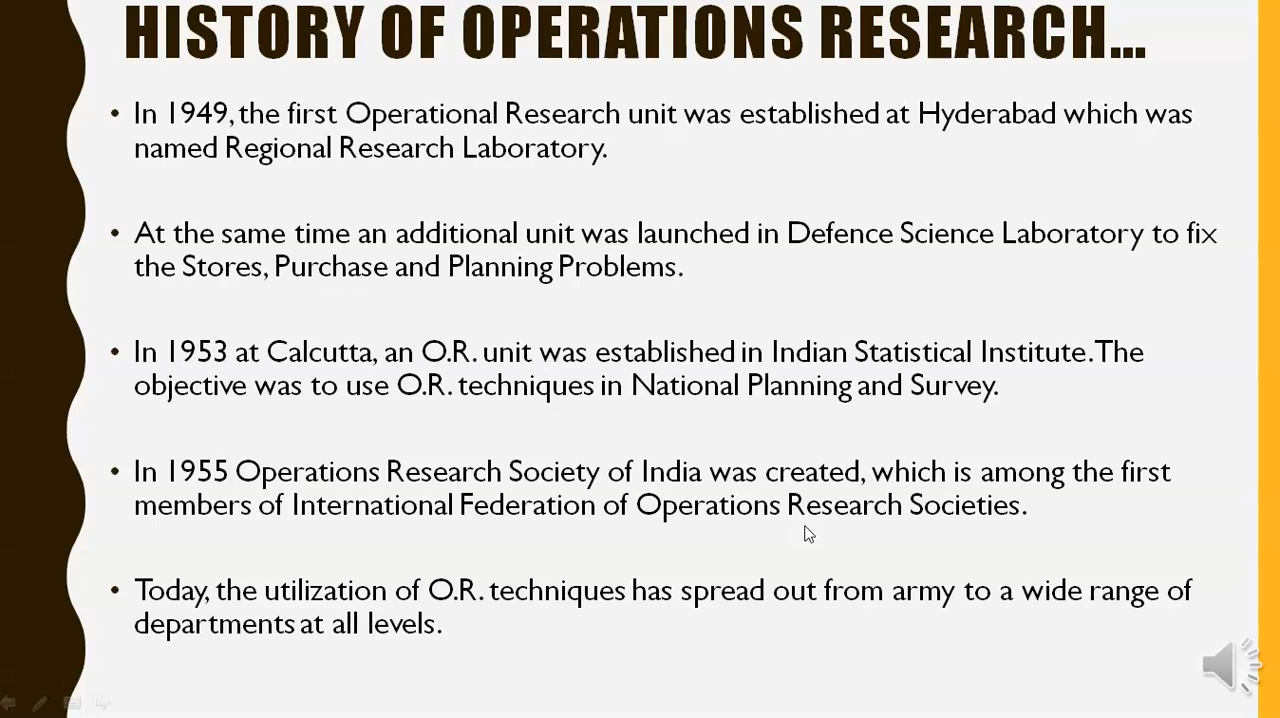 HISTORY OF OPERATIONS RESEARCH...
• In 1949, the first Operational Research unit was established at Hyderabad which was
named Regional Research Laboratory.
• At the same time an additional unit was launched in Defence Science Laboratory to fix
the Stores, Purchase and Planning Problems.
• In 1953 at Calcutta, an O.R. unit was established in Indian Statistical Institute. The
objective was to use O.R. techniques in National Planning and Survey.
• In 1955 Operations Research Society of India was created, which is among the first
members of International Federation of Operations Research Societies.
• Today, the utilization of O.R. techniques has spread out from army to a wide range of
departments at all levels.